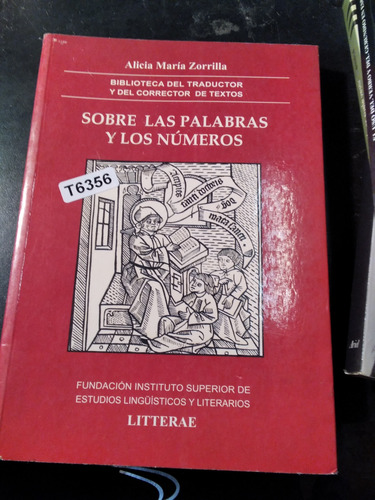 Alicia María Zorrilla
BIBLIOTECA DEL TRADUCTOR
Y DEL CORRECTOR DE TEXTOS
SOBRE LAS PALABRAS
Y LOS NÚMEROS
T6356
FUNDACIÓN INSTITUTO SUPERIOR DE
ESTUDIOS LINGÜÍSTICOS Y LITERARIOS
LITTERAE
Ariel